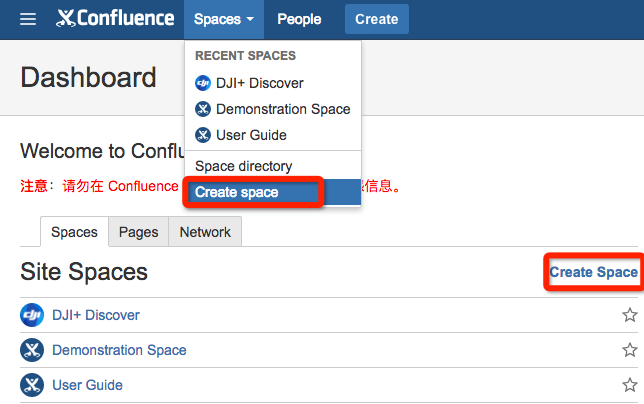 Confluence Spaces People Create
RECENT SPACES
DJI+ Discover
Demonstration Space
User Guide
Space directory
Create space
Dashboard
Welcome to Conflu
注意：请勿在 Confluence 信息。
Spaces Pages Network
Site Spaces Create Space
DJI+ Discover
Demonstration Space
User Guide